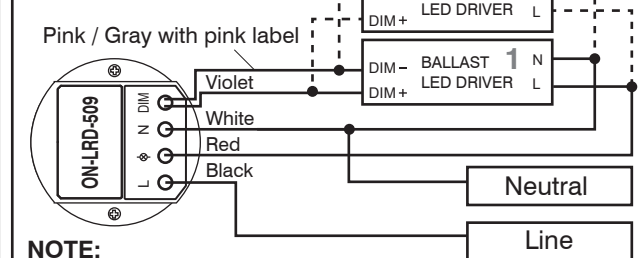 LED DRIVER L
DIM+
Pink / Gray with pink label
DIM− BALLAST 1 N
LED DRIVER L
DIM+
Violet
White
Red
Black
ON-LRD-509
DIM
N
L
Neutral
Line
NOTE: